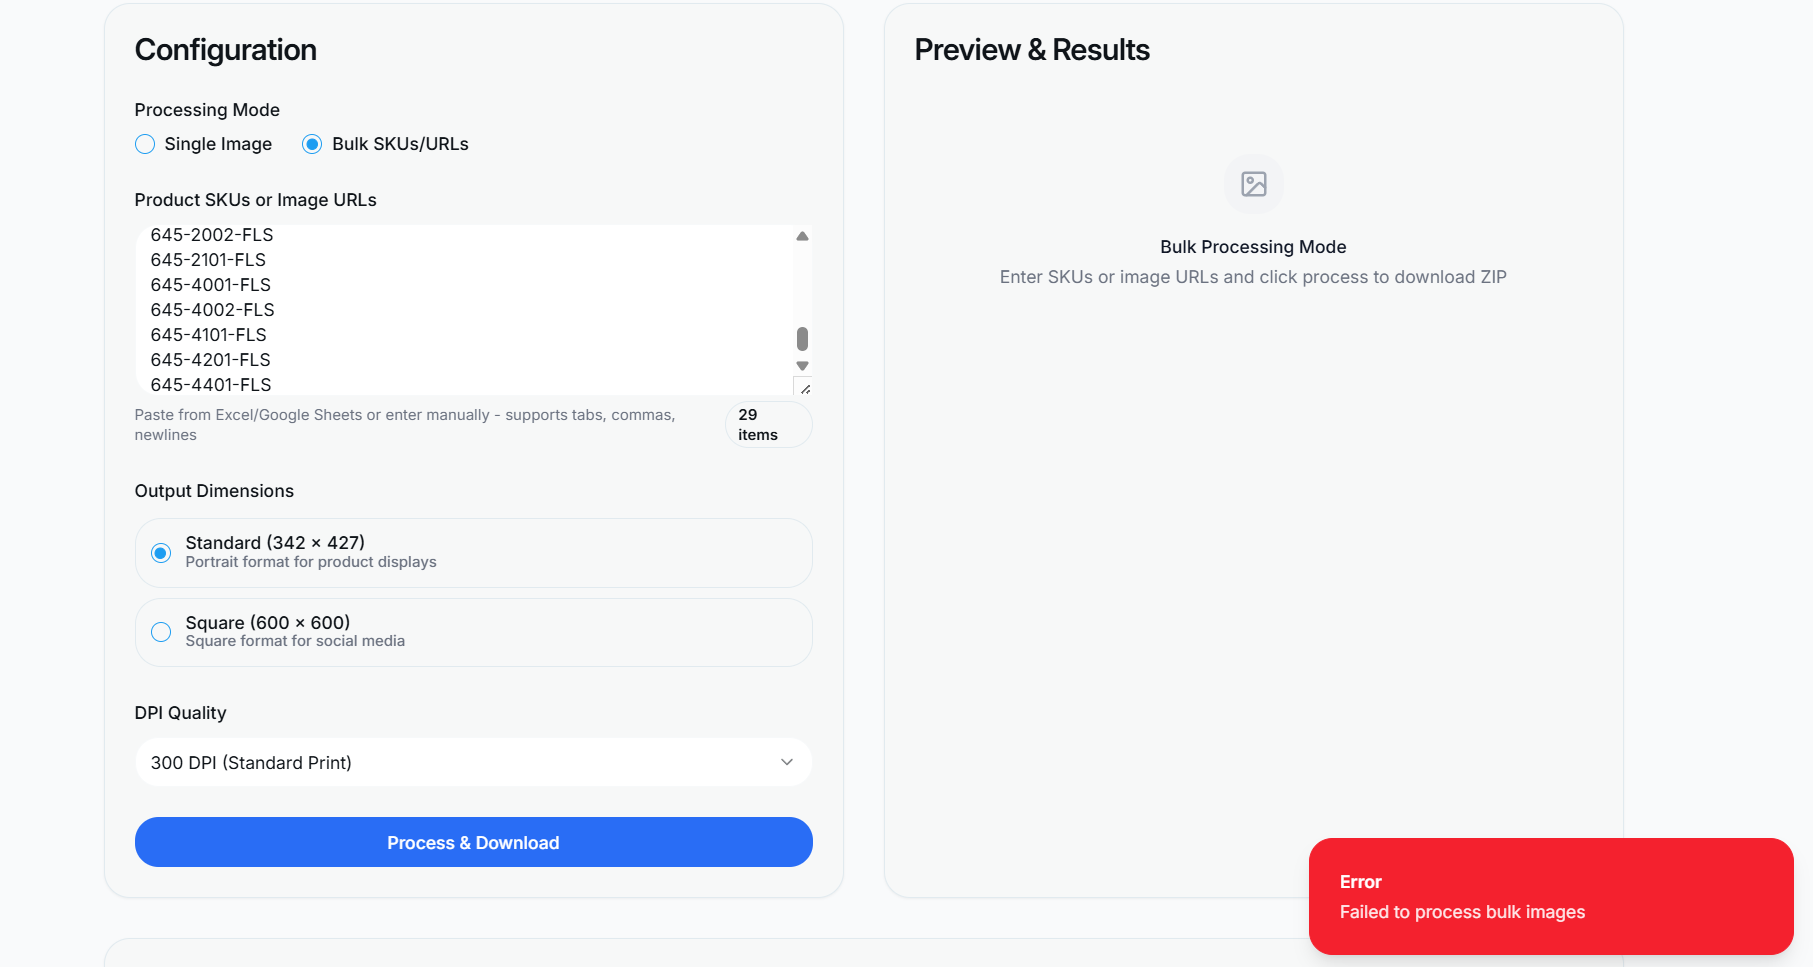 Configuration
Processing Mode
Single Image
Bulk SKUs/URLs
Product SKUs or Image URLs
645-2002-FLS
645-2101-FLS
645-4001-FLS
645-4002-FLS
645-4101-FLS
645-4201-FLS
645-4401-FLS
Paste from Excel/Google Sheets or enter manually - supports tabs, commas,
newlines
29
items
Output Dimensions
Standard (342 × 427)
Portrait format for product displays
Square (600 × 600)
Square format for social media
DPI Quality
300 DPI (Standard Print)
Process & Download
Preview & Results
Bulk Processing Mode
Enter SKUs or image URLs and click process to download ZIP
Error
Failed to process bulk images